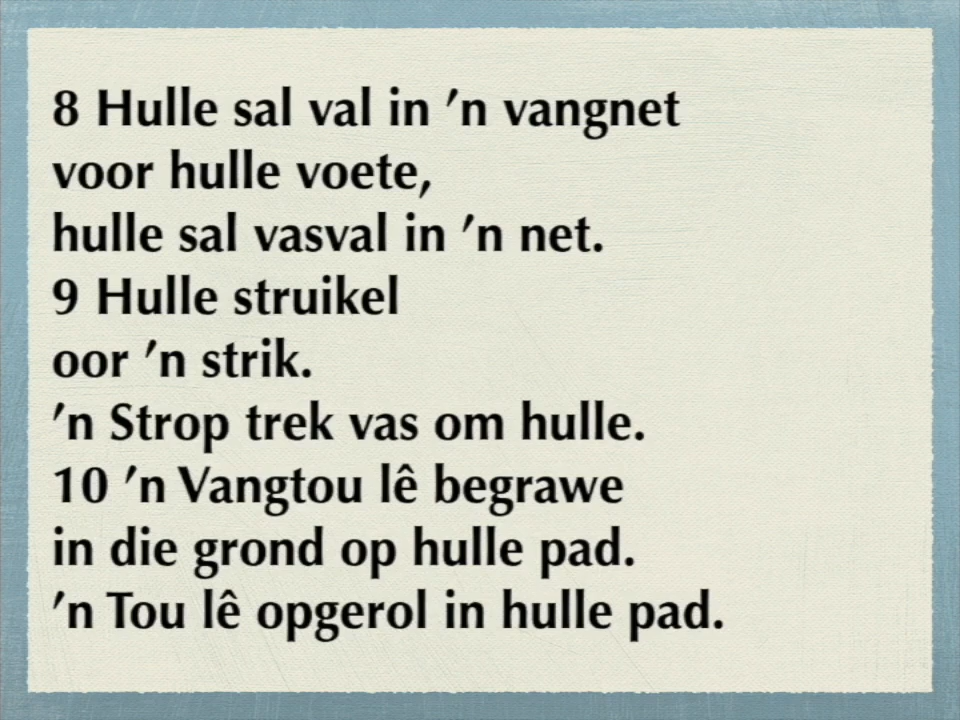 8 Hulle sal val in ’n vangnet
voor hulle voete,
hulle sal vasval in ’n net.
9 Hulle struikel
oor ’n strik.
’n Strop trek vas om hulle.
10 ’n Vangtou lê begrawe
in die grond op hulle pad.
’n Tou lê opgerol in hulle pad.